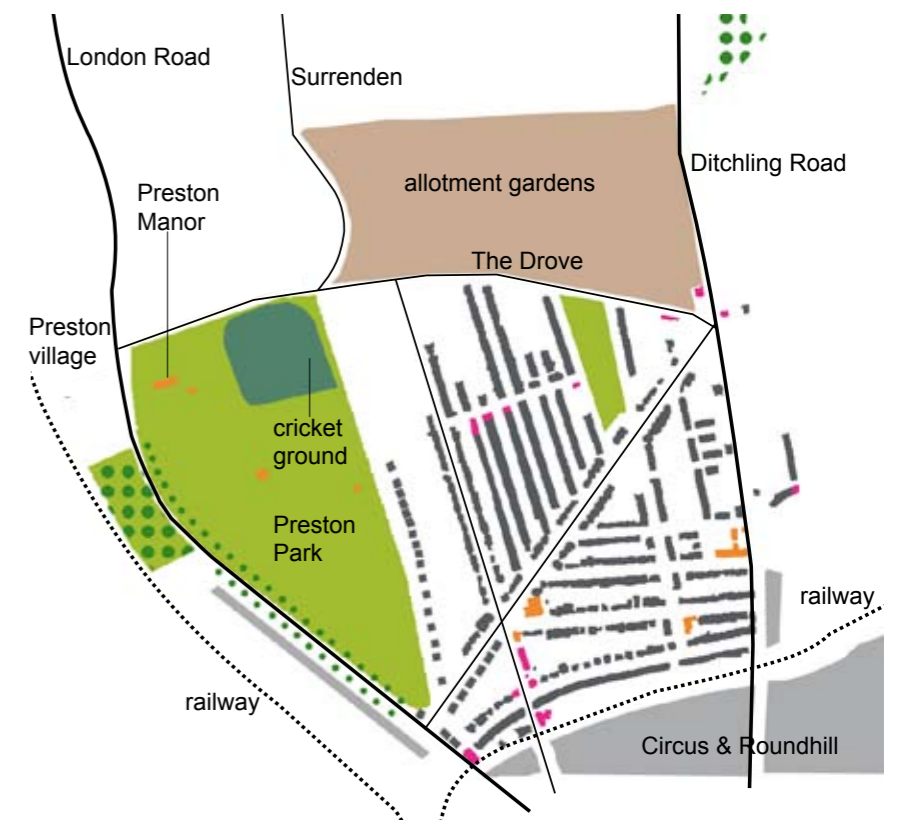 London Road
Surrenden
Ditchling Road
allotment gardens
Preston
Manor
The Drove
Preston
village
cricket
ground
Preston
Park
railway
railway
Circus & Roundhill